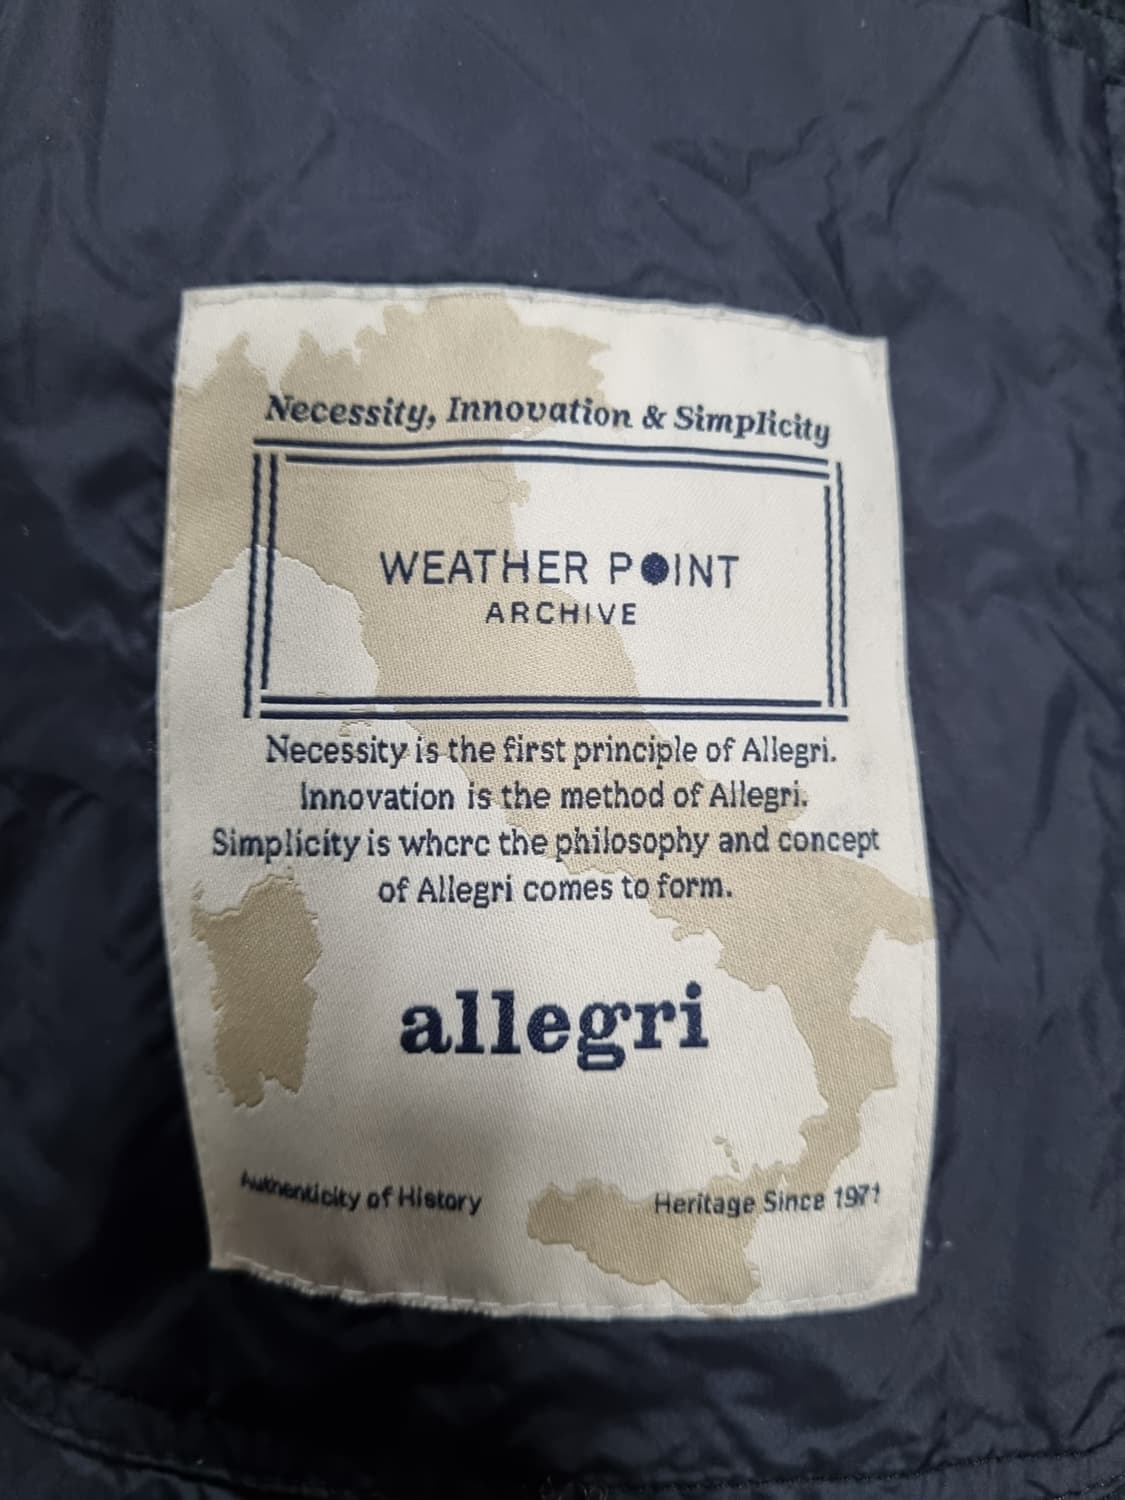 Necessity, Innovation & Simplicity
WEATHER POINT
ARCHIVE
Necessity is the first principle of Allegri.
Innovation is the method of Allegri.
Simplicity is where the philosophy and concept
of Allegri comes to form.
allegri
Authenticity of History
Heritage Since 1971